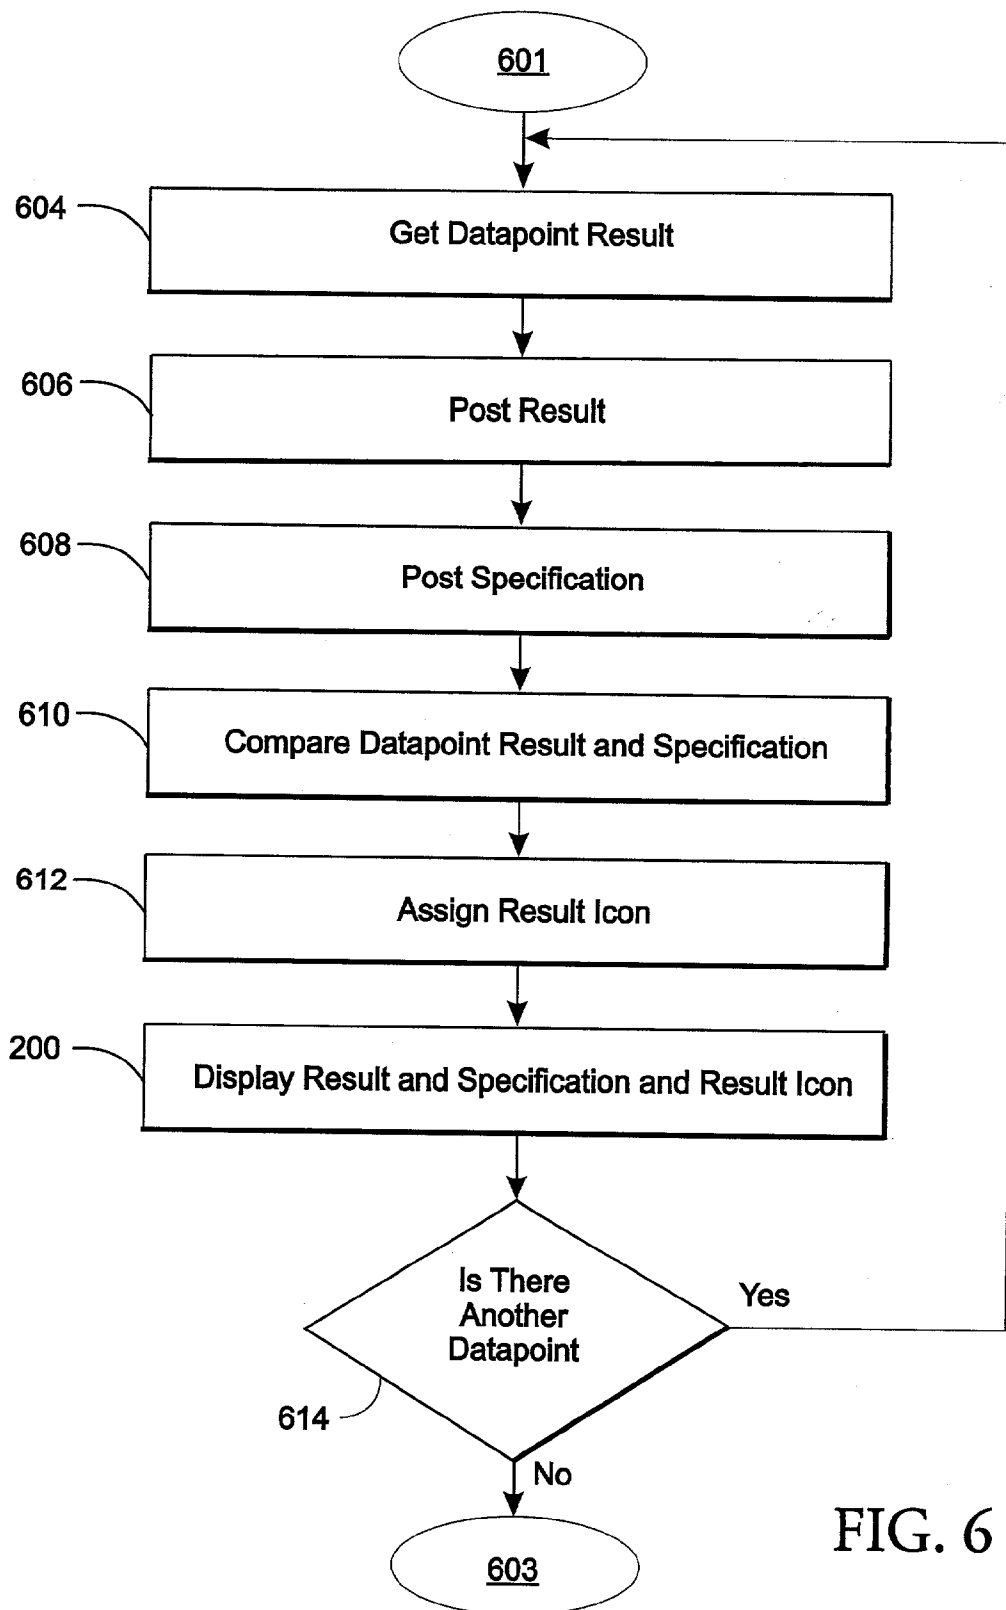 601
604
Get Datapoint Result
606
Post Result
608
Post Specification
610
Compare Datapoint Result and Specification
612
Assign Result Icon
200
Display Result and Specification and Result Icon
Is There
Another
Datapoint
Yes
614
No
603
FIG. 6